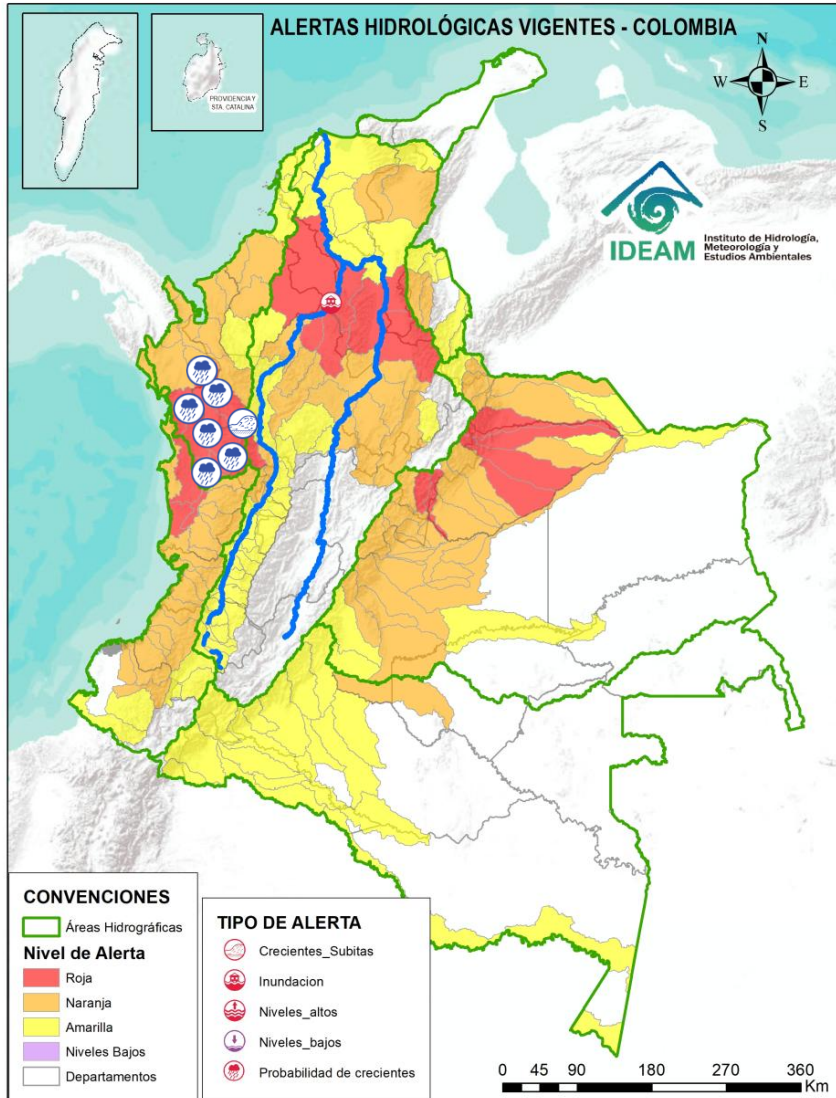 ALERTAS HIDROLÓGICAS VIGENTES - COLOMBIA
PROVIDENCIA Y
STA. CATALINA
N
W
E
S
IDEAM
Instituto de Hidrología,
Meteorología y
Estudios Ambientales
CONVENCIONES
Áreas Hidrográficas
Nivel de Alerta
Roja
Naranja
Amarilla
Niveles Bajos
Departamentos
TIPO DE ALERTA
Crecientes_Subitas
Inundacion
Niveles_altos
Niveles_bajos
Probabilidad de crecientes
0 45 90 180 270 360
Km